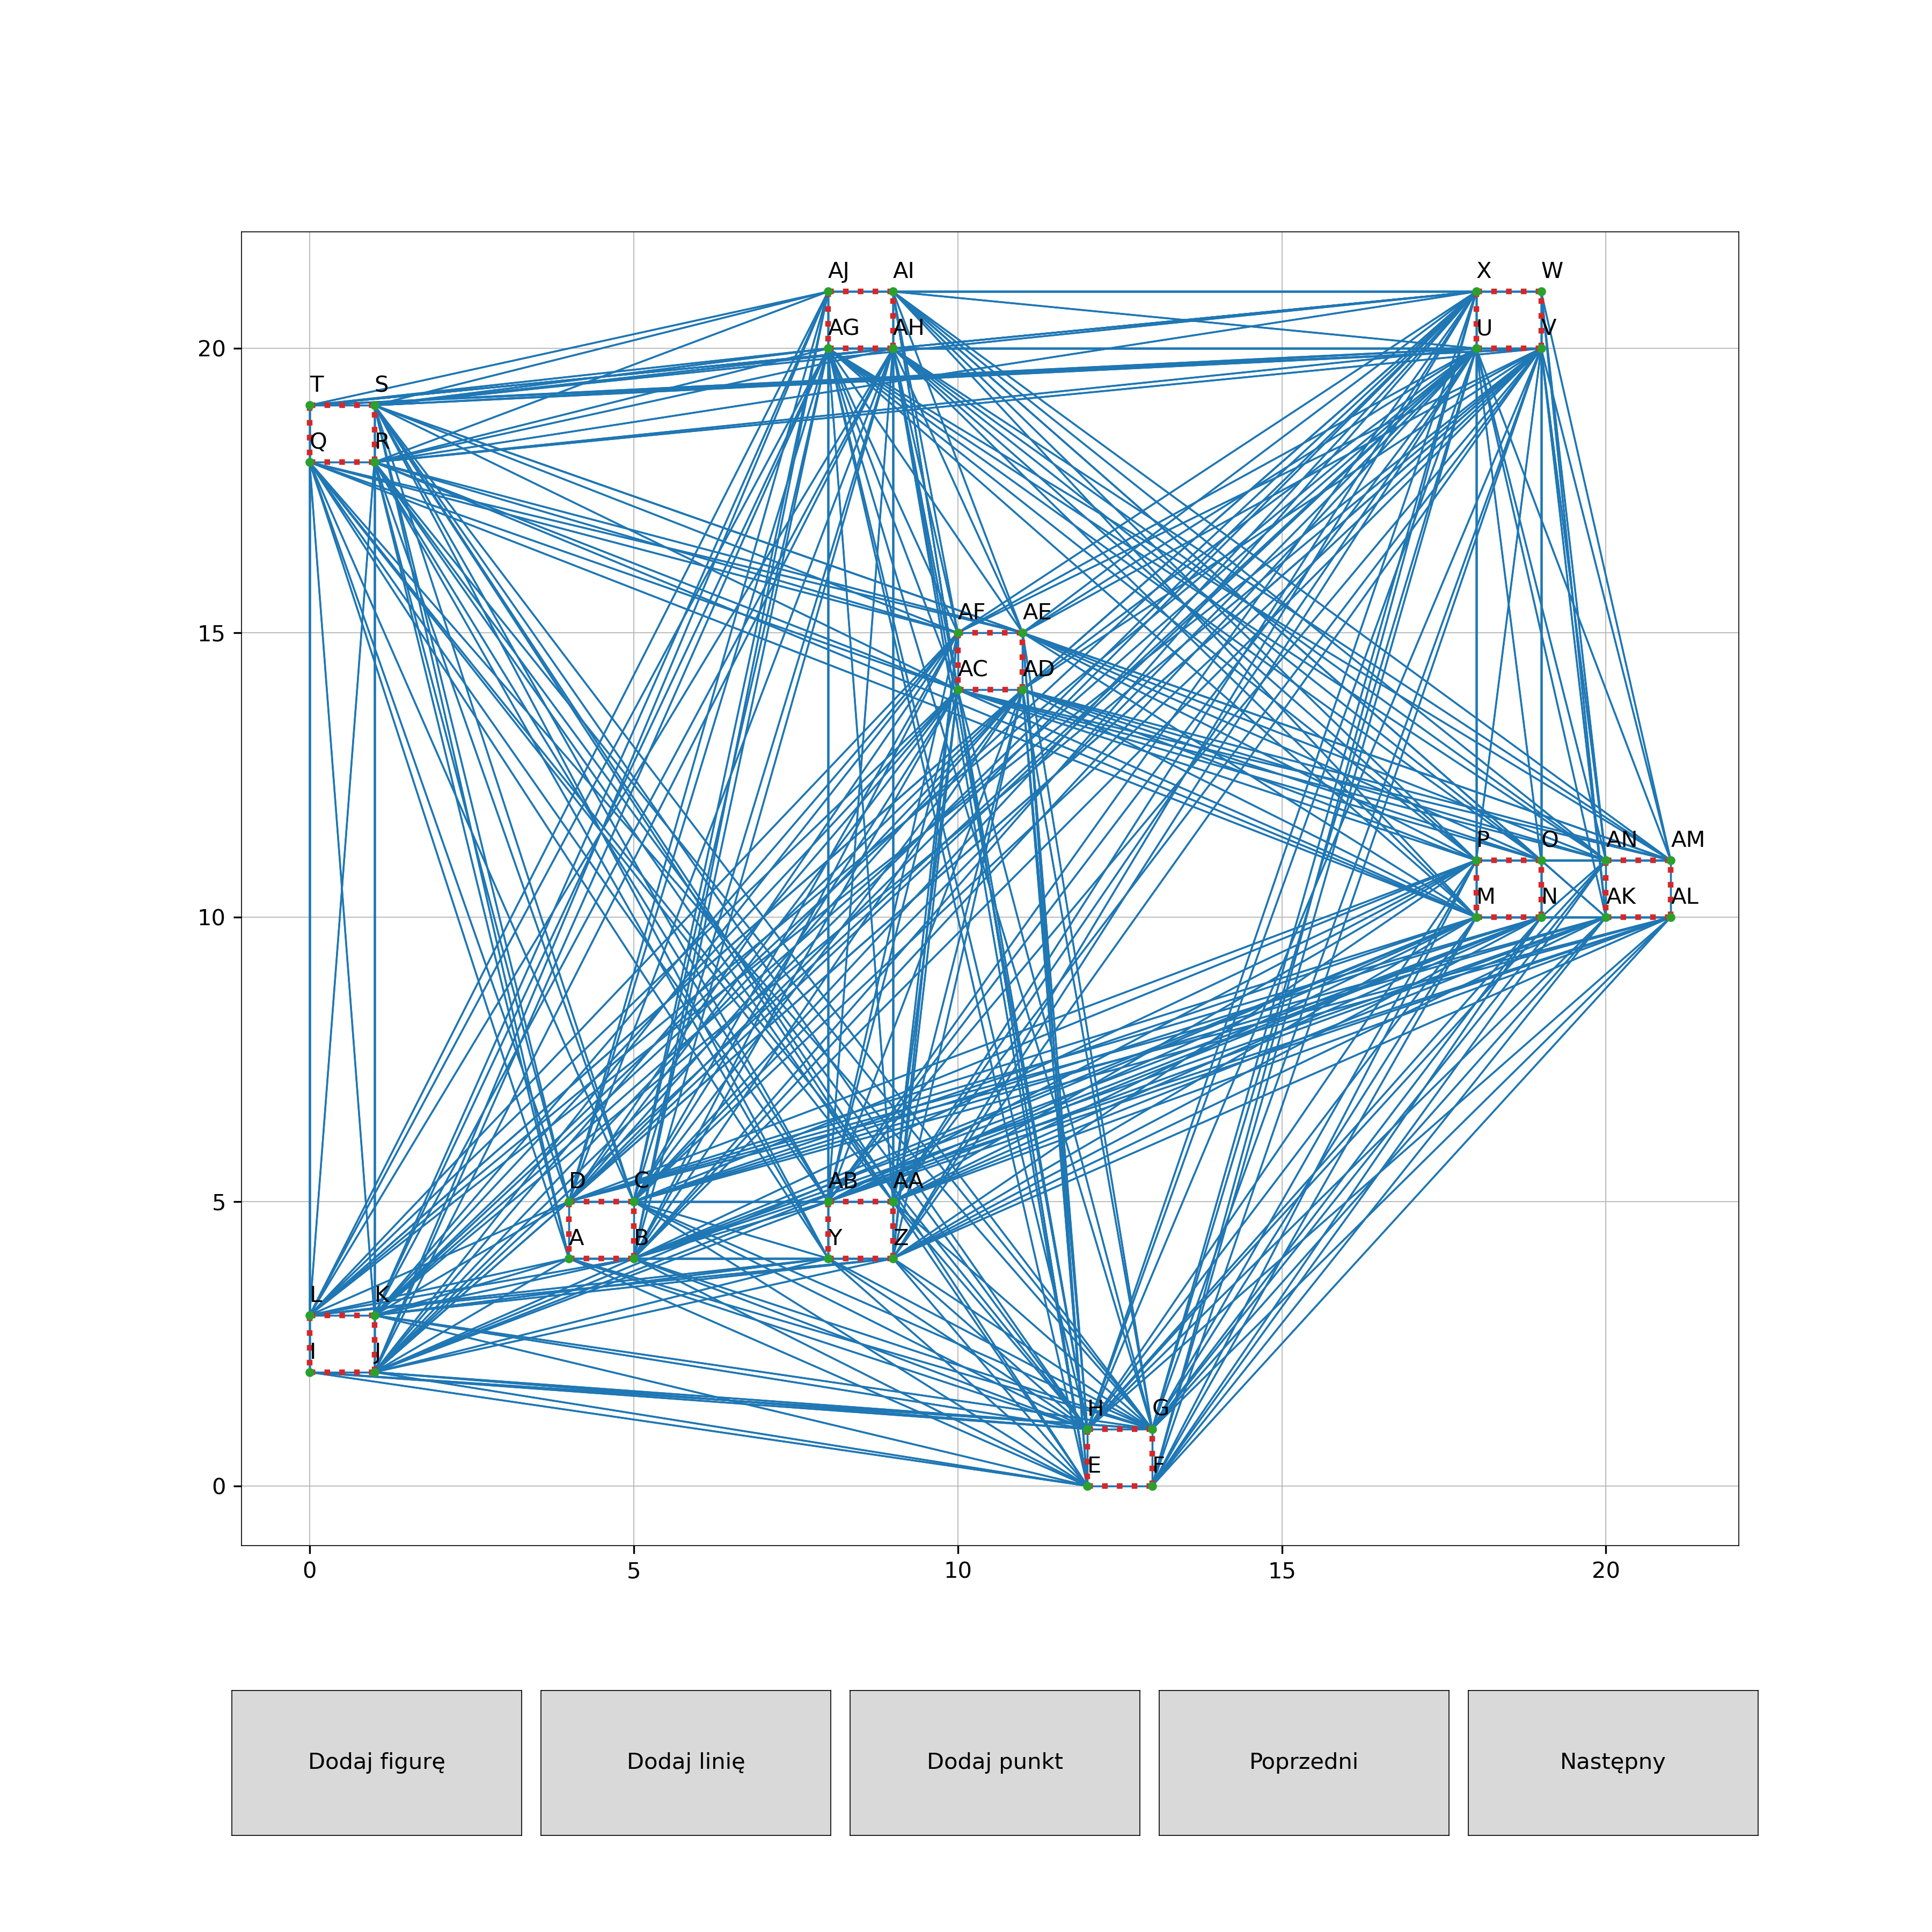 AJ AI X W
20 AG AH U V
T S
Q R
15 AF AE
AC AD
P O AN AM
10 M N AK AL
5 D C AB AA
A B Y Z
L K
I J
H G
0 E F
0 5 10 15 20
Dodaj figurę Dodaj linię Dodaj punkt Poprzedni Następny